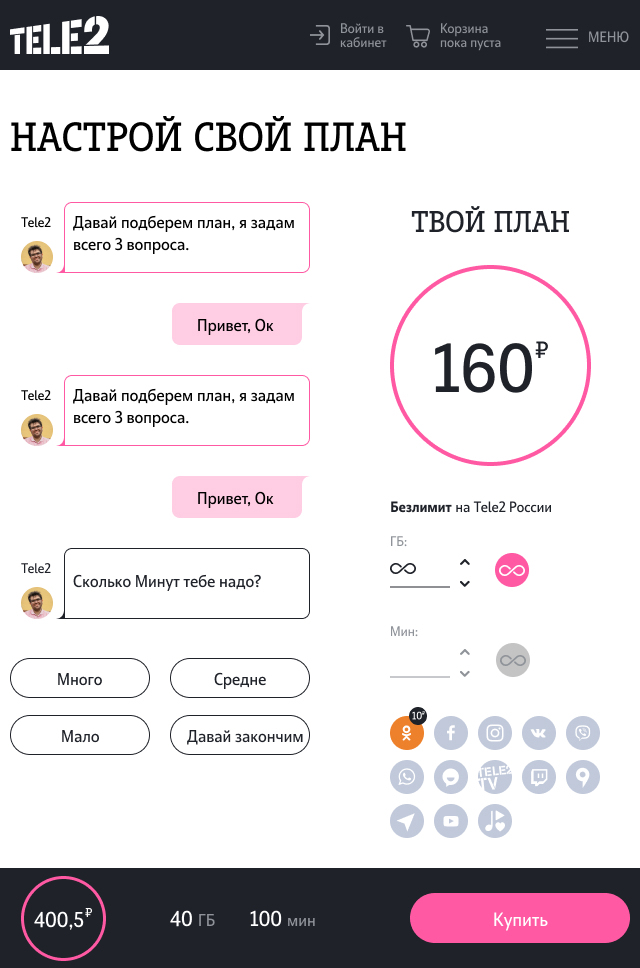 TELE2
Войти в
кабинет
Корзина
пока пуста
МЕНЮ
НАСТРОЙ СВОЙ ПЛАН
Tele2
Давай подберем план, я задам
всего 3 вопроса.
Привет, Ок
Tele2
Давай подберем план, я задам
всего 3 вопроса.
Привет, Ок
Tele2
Сколько Минут тебе надо?
Много
Средне
Мало
Давай закончим
ТВОЙ ПЛАН
160₽
Безлимит на Tele2 России
ГБ:
∞
∞
Мин:
∞
10₽
TELE2
TV
400,5₽
40 ГБ
100 мин
Купить